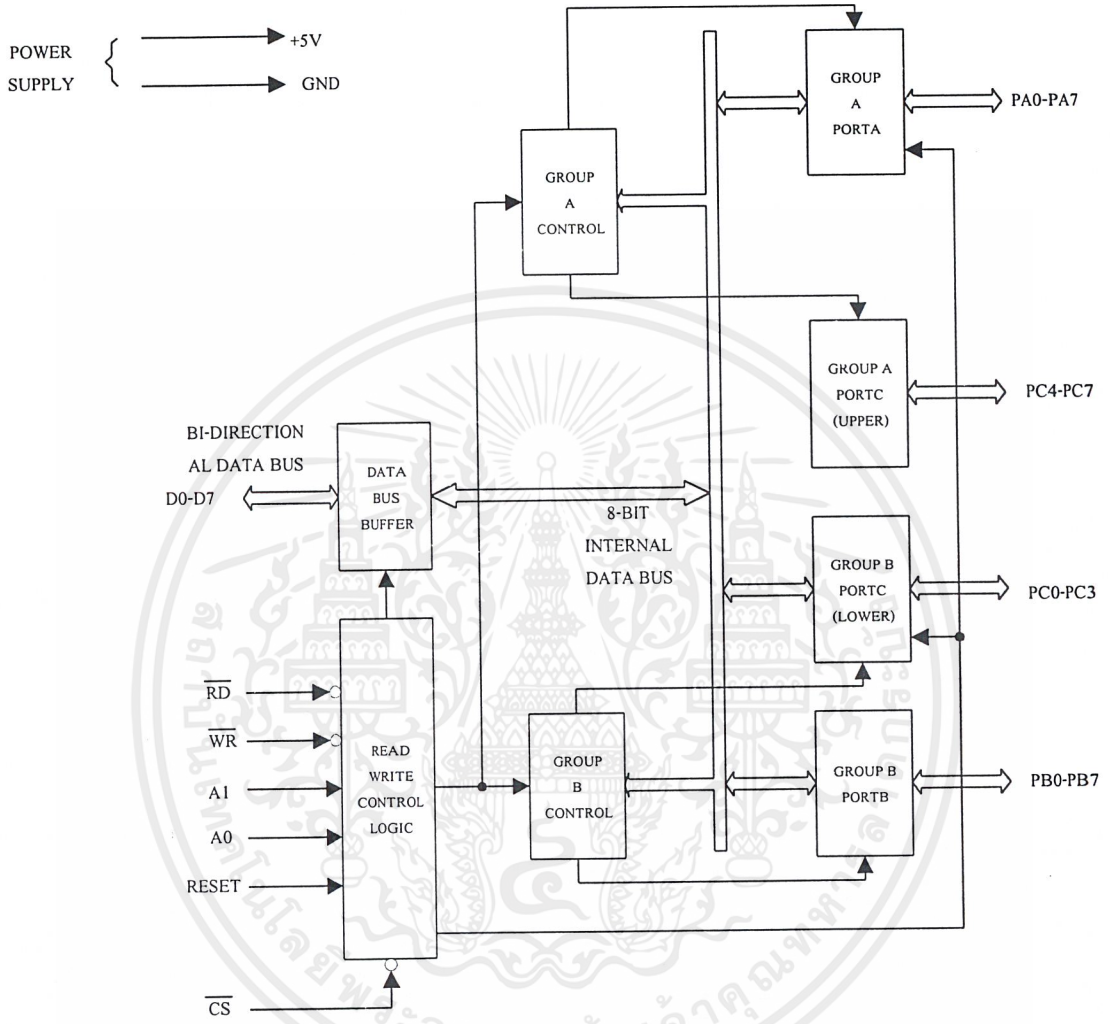 POWER
SUPPLY
+5V
GND
GROUP
A
PORTA
PA0-PA7
GROUP
A
CONTROL
GROUP A
PORTC
(UPPER)
PC4-PC7
BI-DIRECTION
AL DATA BUS
D0-D7
DATA
BUS
BUFFER
8-BIT
INTERNAL
DATA BUS
GROUP B
PORTC
(LOWER)
PC0-PC3
RD
WR
A1
A0
RESET
CS
READ
WRITE
CONTROL
LOGIC
GROUP
B
CONTROL
GROUP B
PORTB
PB0-PB7